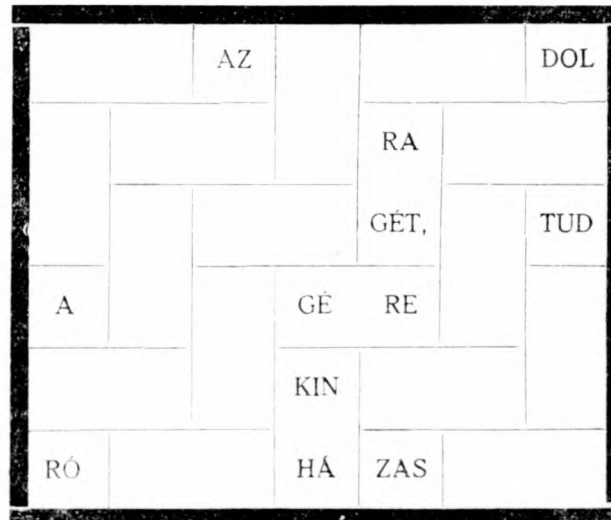 AZ DOL
RA
GÉT, TUD
A GÉ RE
KIN
RÓ HÁ ZAS